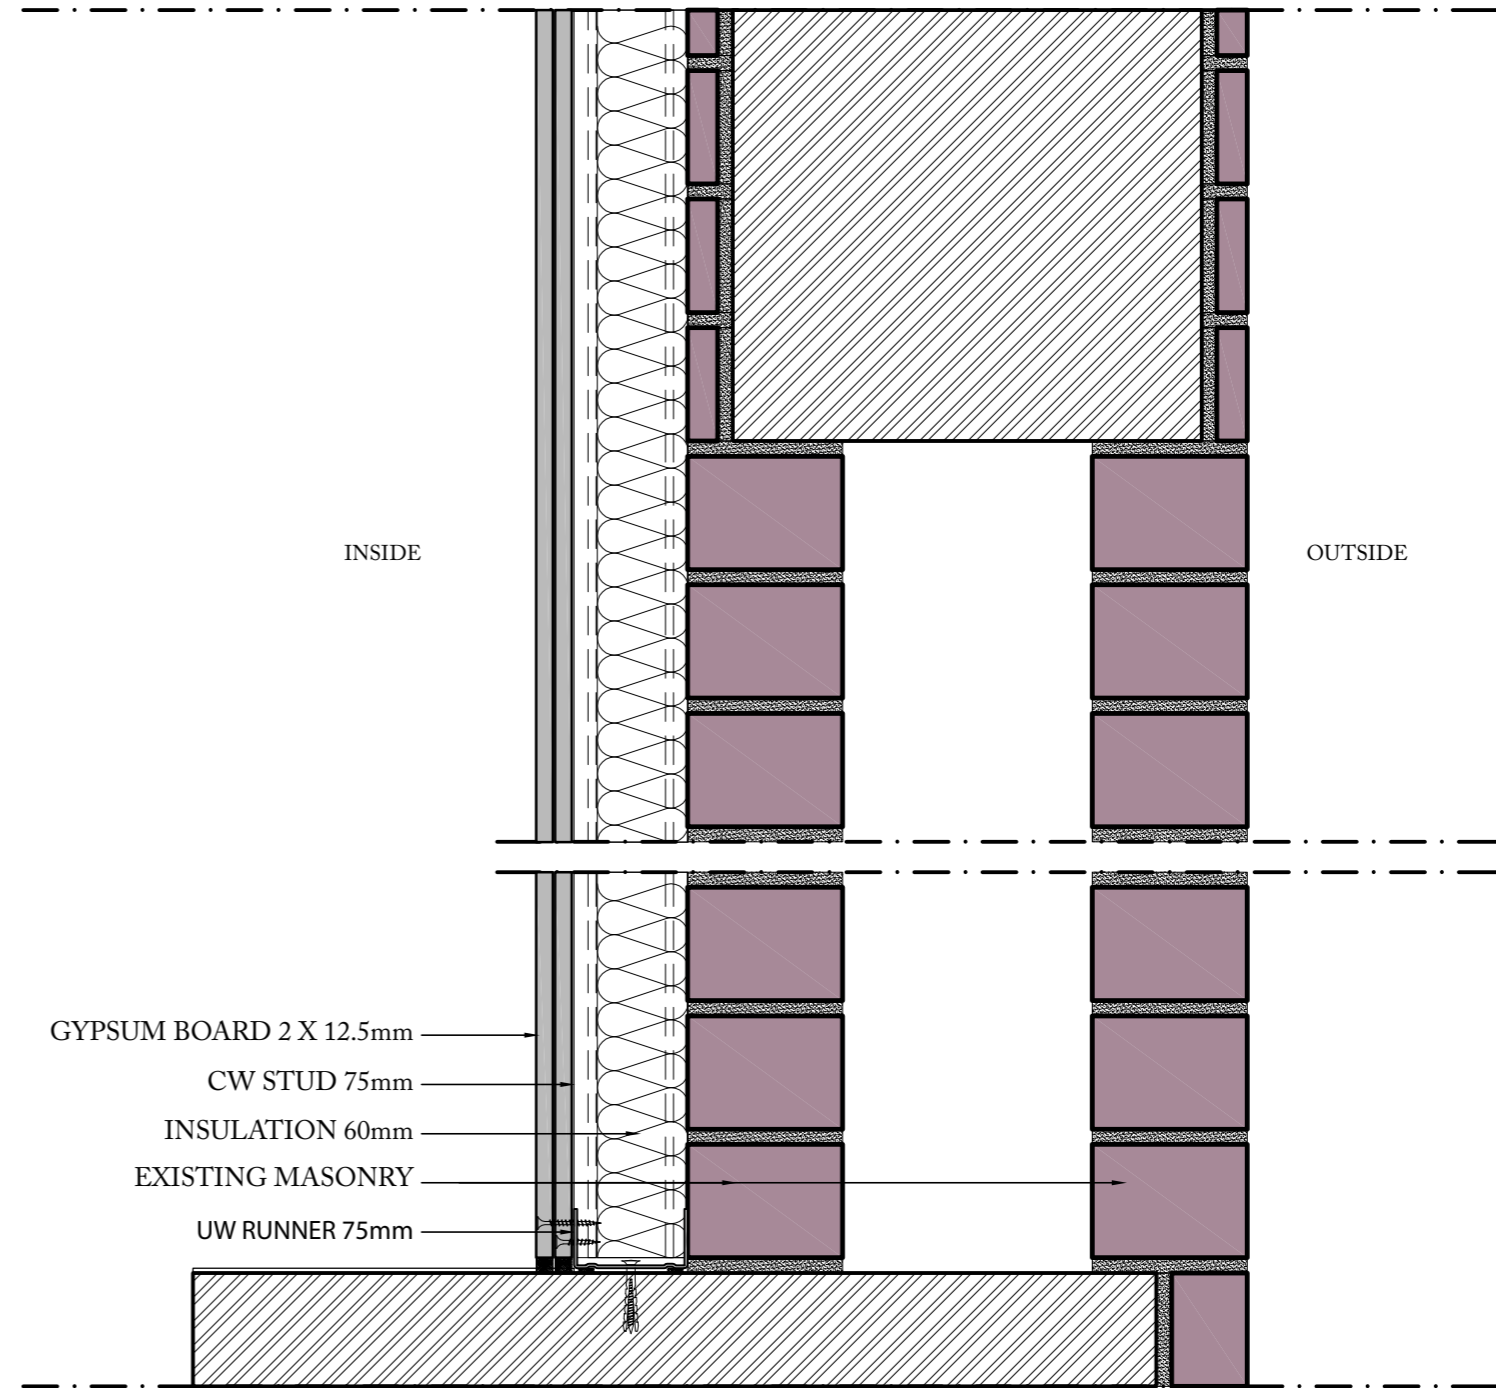 INSIDE
OUTSIDE
GYPSUM BOARD 2 X 12.5mm
CW STUD 75mm
INSULATION 60mm
EXISTING MASONRY
UW RUNNER 75mm